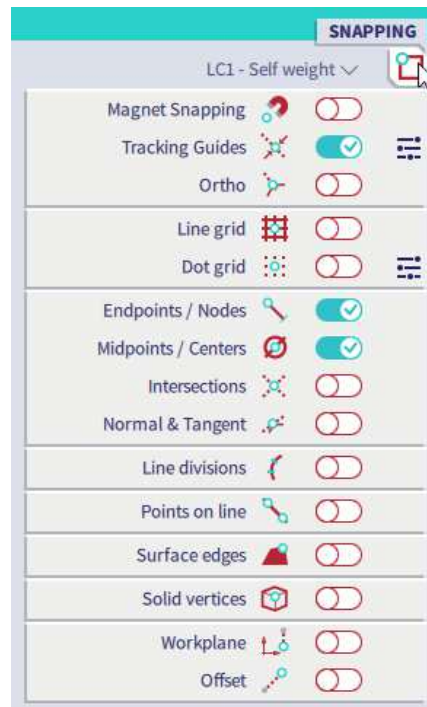 SNAPPING
LC1 - Self weight
Magnet Snapping
Tracking Guides
Ortho
Line grid
Dot grid
Endpoints / Nodes
Midpoints / Centers
Intersections
Normal & Tangent
Line divisions
Points on line
Surface edges
Solid vertices
Workplane
Offset